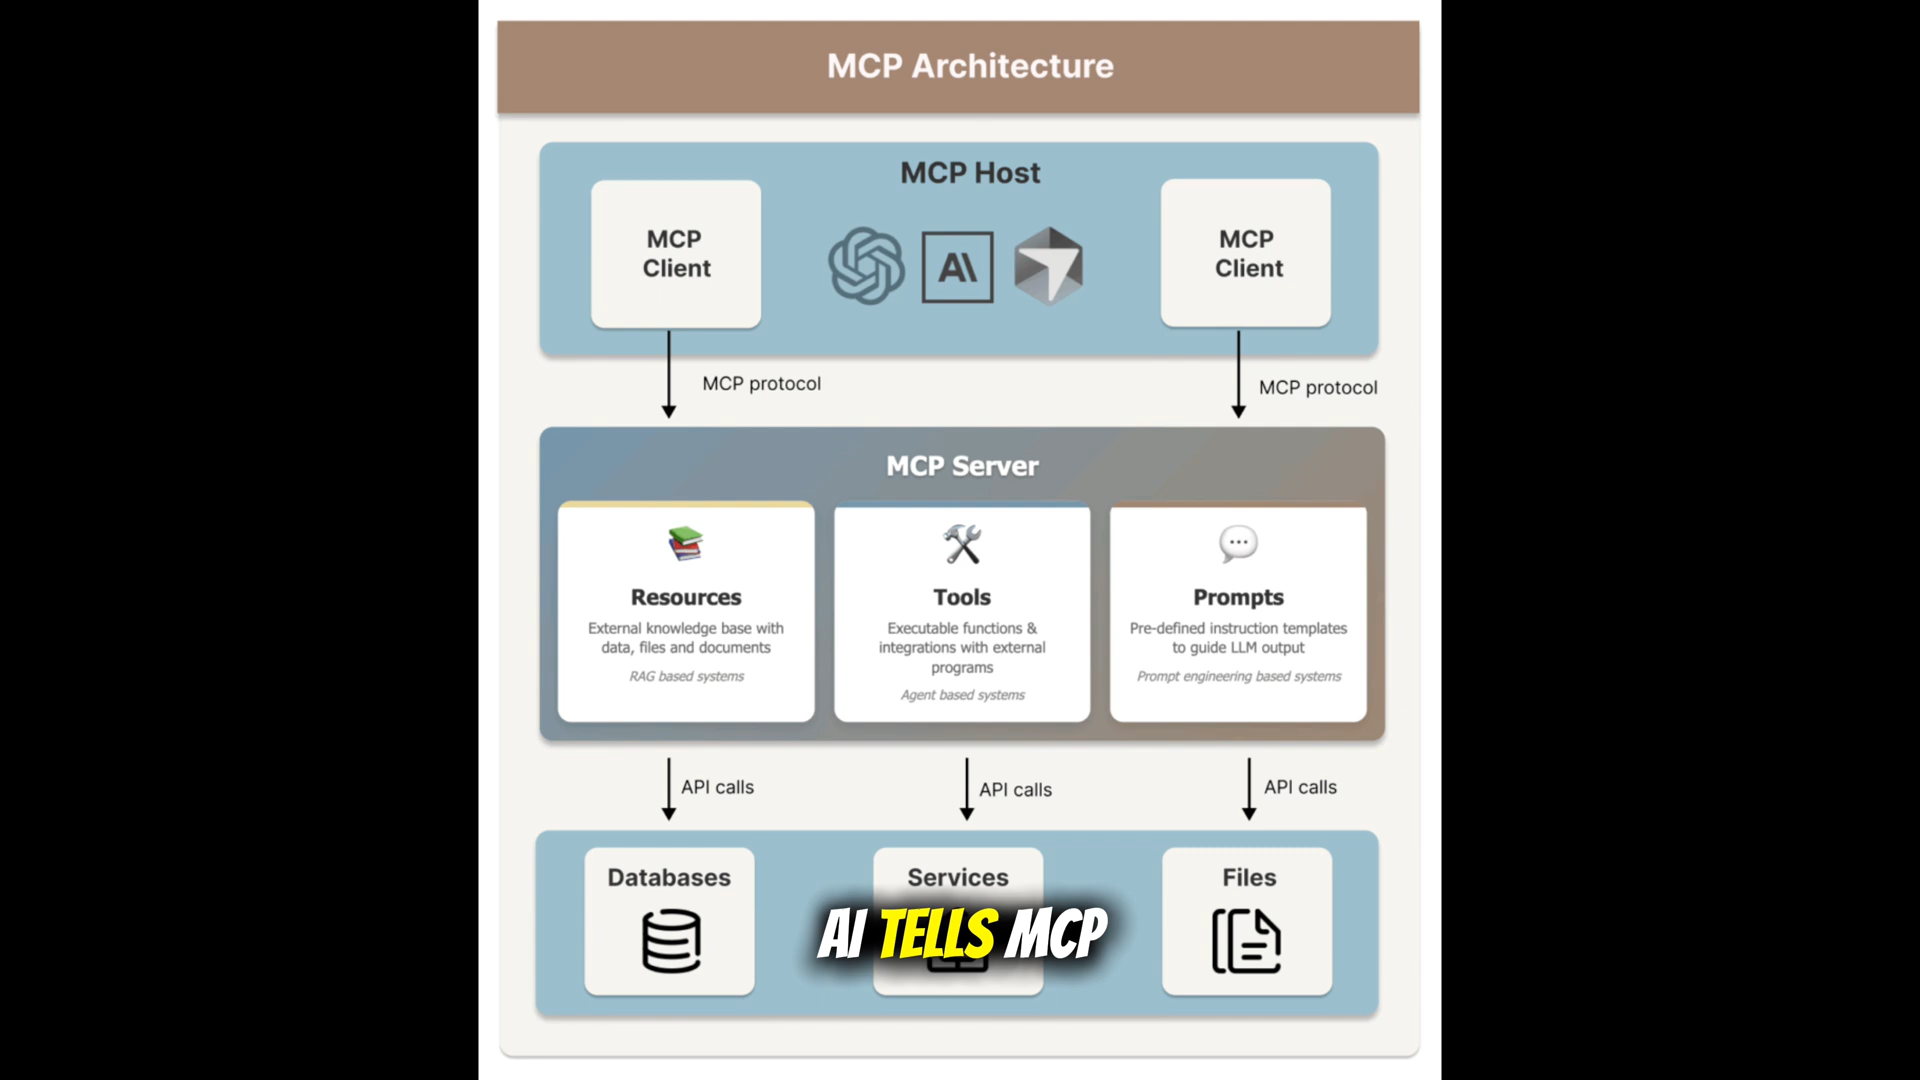 MCP Architecture
MCP Host
MCP
Client
AI
MCP
Client
MCP protocol
MCP protocol
MCP Server
Resources
External knowledge base with
data, files and documents
RAG based systems
Tools
Executable functions &
integrations with external
programs
Agent based systems
Prompts
Pre-defined instruction templates
to guide LLM output
Prompt engineering based systems
API calls
API calls
API calls
Databases
Services
Files
AI TELLS MCP